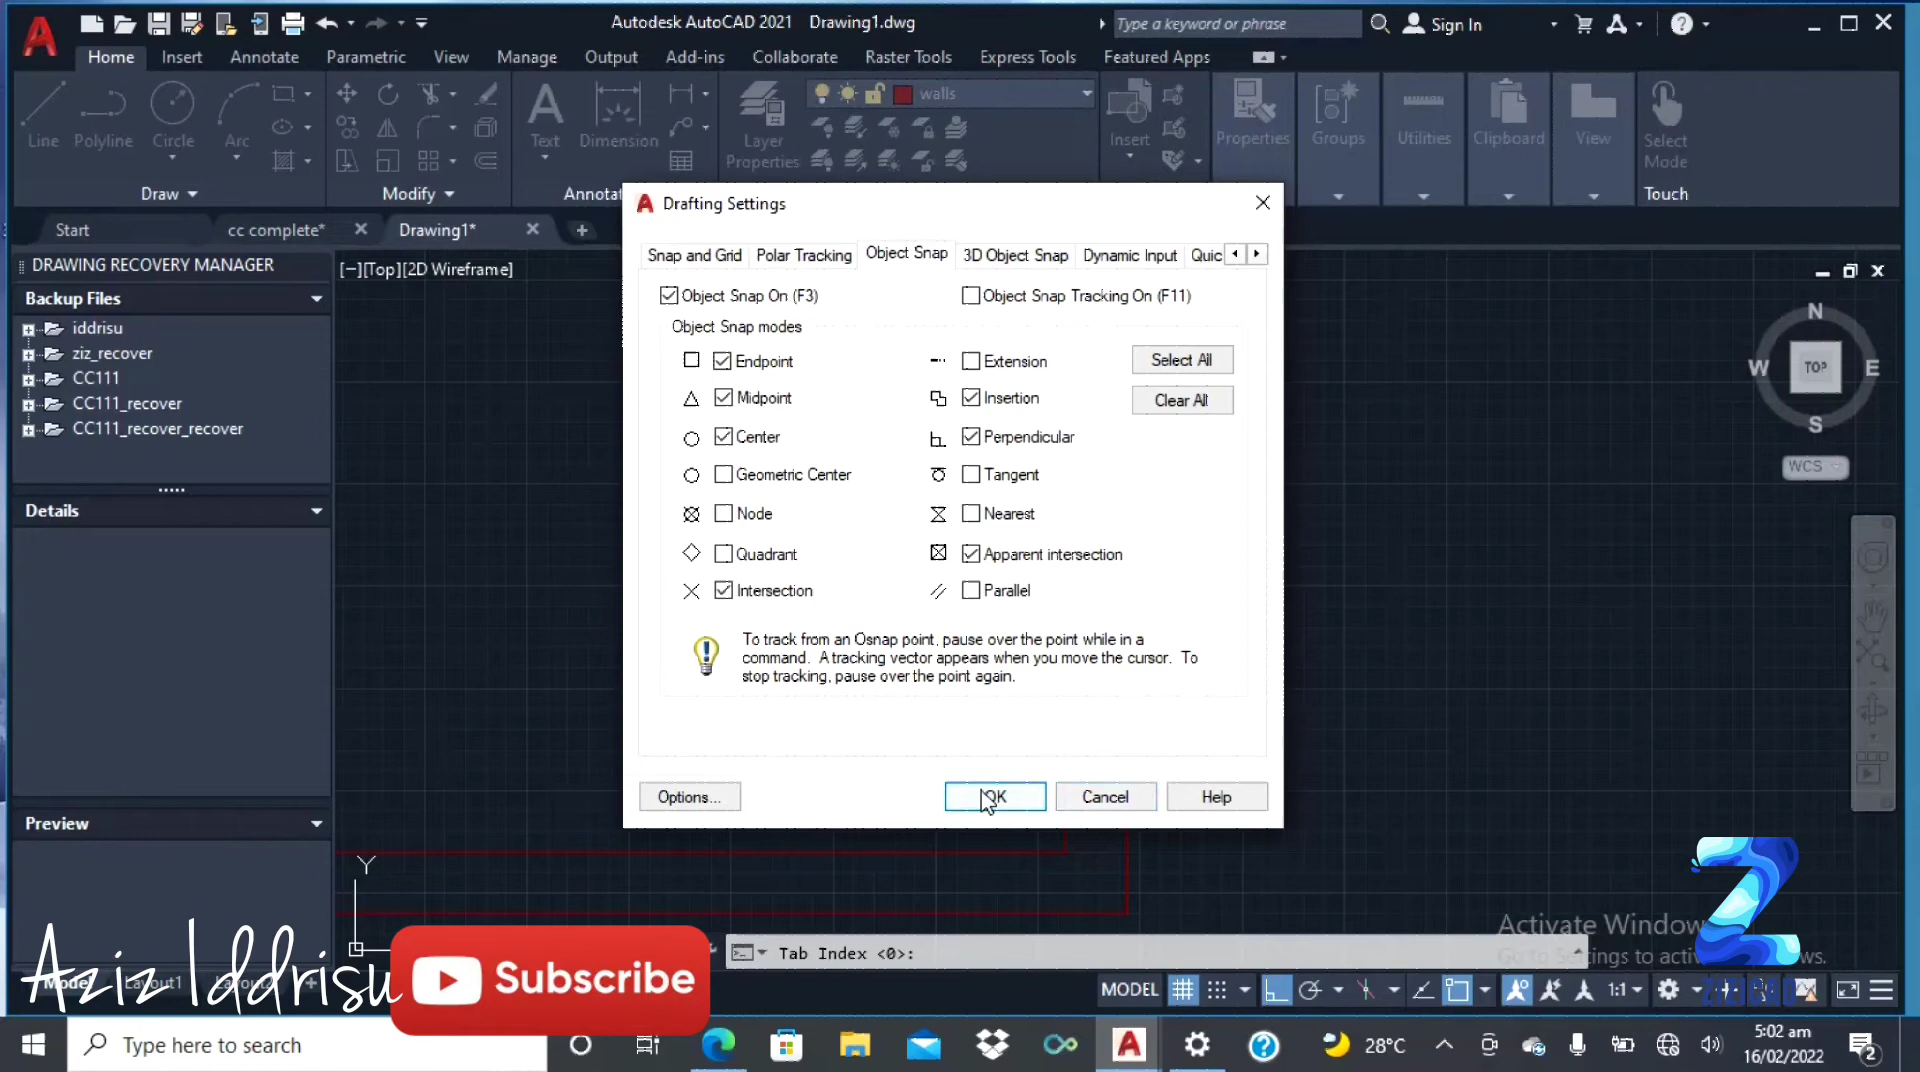 Autodesk AutoCAD 2021 Drawing1.dwg
Type a keyword or phrase
Sign In
Home Insert Annotate Parametric View Manage Output Add-ins Collaborate Raster Tools Express Tools Featured Apps
walls
Line Polyline Circle Arc
Text Dimension
Layer
Properties
Insert
Properties Groups Utilities Clipboard View
Select
Mode
Draw Modify Annotat Touch
Start cc complete* Drawing1*
DRAWING RECOVERY MANAGER
Backup Files
iddrisu
ziz_recover
CC111
CC111_recover
CC111_recover_recover
Details
Preview
[−][Top][2D Wireframe]
Drafting Settings
Snap and Grid Polar Tracking Object Snap 3D Object Snap Dynamic Input Quic
Object Snap On (F3) Object Snap Tracking On (F11)
Object Snap modes
Endpoint Extension Select All
Midpoint Insertion Clear All
Center Perpendicular
Geometric Center Tangent
Node Nearest
Quadrant Apparent intersection
Intersection Parallel
To track from an Osnap point, pause over the point while in a
command. A tracking vector appears when you move the cursor. To
stop tracking, pause over the point again.
Options... OK Cancel Help
N
W TOP E
S
WCS
Y
Tab Index <0>:
Activate Window
Aziz Iddrisu
Subscribe
Model Layout1 Layout2
MODEL 1:1
Type here to search
28°C
5:02 am
16/02/2022
2